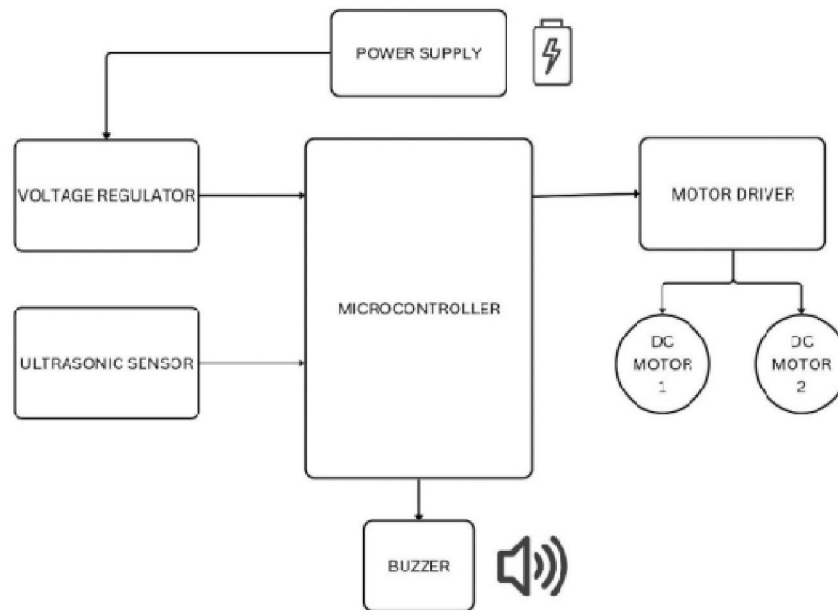 POWER SUPPLY
VOLTAGE REGULATOR
MOTOR DRIVER
MICROCONTROLLER
ULTRASONIC SENSOR
DC
MOTOR
1
DC
MOTOR
2
BUZZER